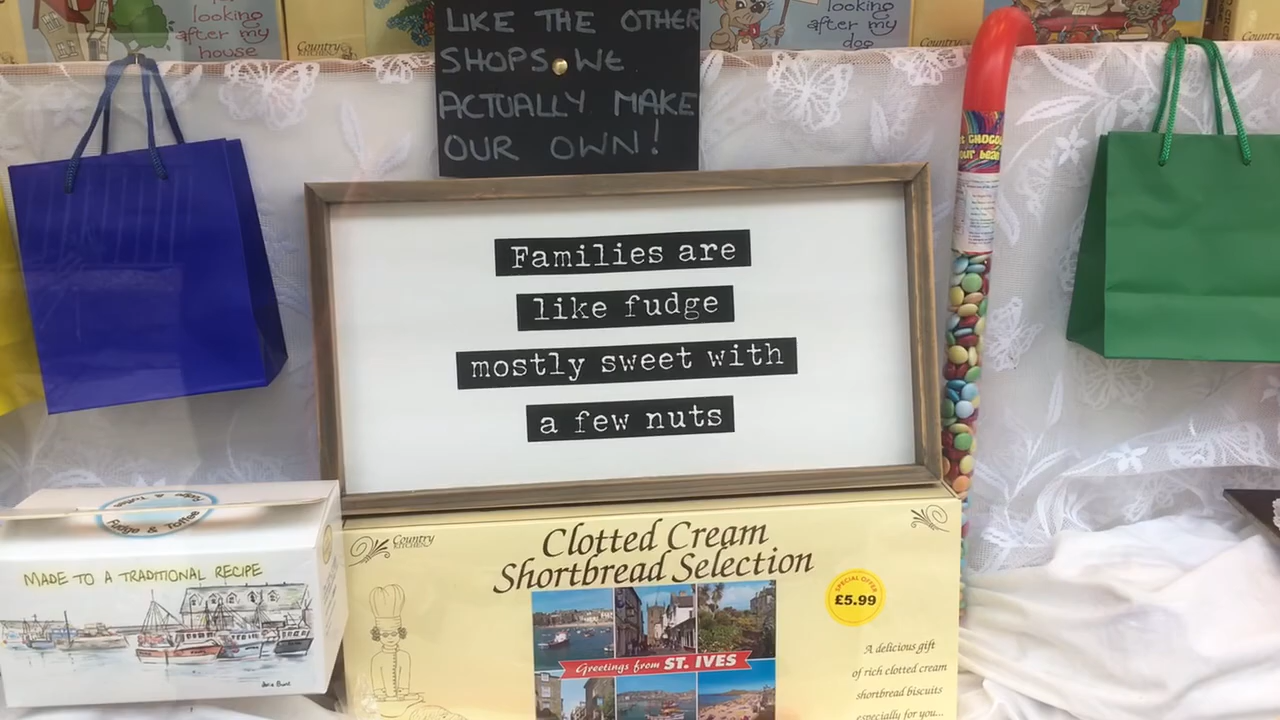 looking
after my
house
Country
looking
after my
dog
Country
LIKE THE OTHER
SHOPS WE
ACTUALLY MAKE
OUR OWN!
Families are
like fudge
mostly sweet with
a few nuts
Fudge & Toffee
MADE TO A TRADITIONAL RECIPE
Country
KITCHEN
Clotted Cream
Shortbread Selection
SPECIAL OFFER
£5.99
Greetings from ST. IVES
A delicious gift
of rich clotted cream
shortbread biscuits
especially for you...